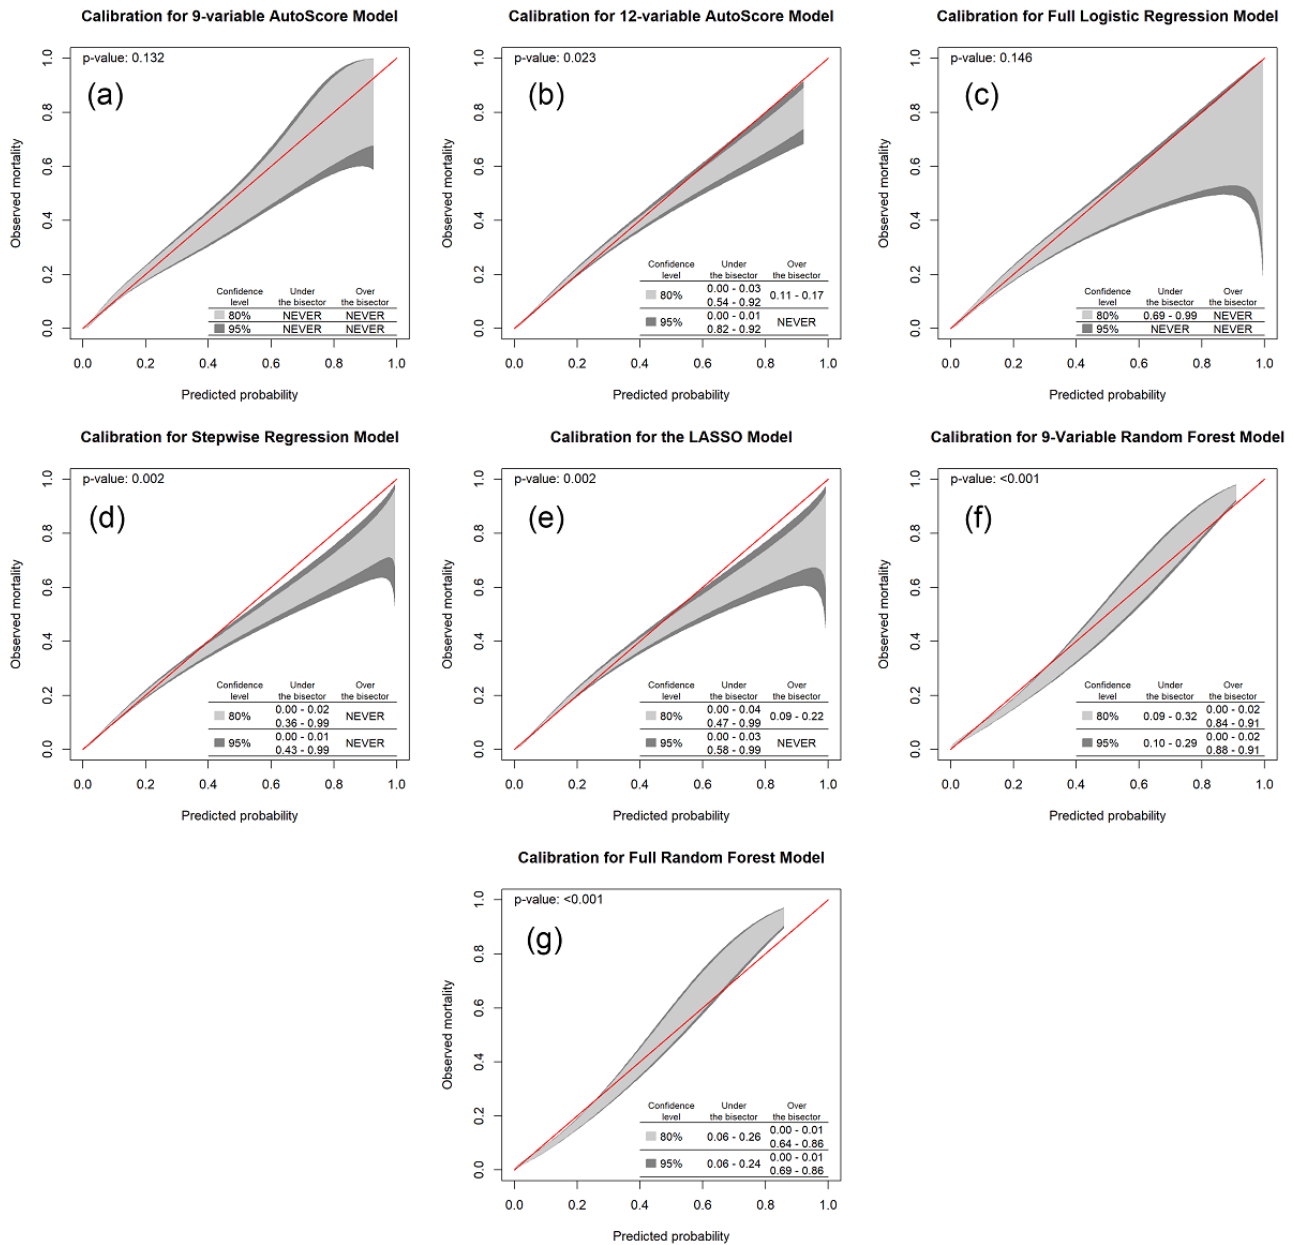 Calibration for 9-variable AutoScore Model
p-value: 0.132
(a)
Observed mortality
1.0
0.8
0.6
0.4
0.2
0.0
Confidence level Under the bisector Over the bisector
80% NEVER NEVER
95% NEVER NEVER
0.0 0.2 0.4 0.6 0.8 1.0
Predicted probability
Calibration for 12-variable AutoScore Model
p-value: 0.023
(b)
Observed mortality
1.0
0.8
0.6
0.4
0.2
0.0
Confidence level Under the bisector Over the bisector
80% 0.00 - 0.03 0.54 - 0.92 0.11 - 0.17
95% 0.00 - 0.01 0.82 - 0.92 NEVER
0.0 0.2 0.4 0.6 0.8 1.0
Predicted probability
Calibration for Full Logistic Regression Model
p-value: 0.146
(c)
Observed mortality
1.0
0.8
0.6
0.4
0.2
0.0
Confidence level Under the bisector Over the bisector
80% 0.69 - 0.99 NEVER
95% NEVER NEVER
0.0 0.2 0.4 0.6 0.8 1.0
Predicted probability
Calibration for Stepwise Regression Model
p-value: 0.002
(d)
Observed mortality
1.0
0.8
0.6
0.4
0.2
0.0
Confidence level Under the bisector Over the bisector
80% 0.00 - 0.02 0.36 - 0.99 NEVER
95% 0.00 - 0.01 0.43 - 0.99 NEVER
0.0 0.2 0.4 0.6 0.8 1.0
Predicted probability
Calibration for the LASSO Model
p-value: 0.002
(e)
Observed mortality
1.0
0.8
0.6
0.4
0.2
0.0
Confidence level Under the bisector Over the bisector
80% 0.00 - 0.04 0.47 - 0.99 0.09 - 0.22
95% 0.00 - 0.03 0.58 - 0.99 NEVER
0.0 0.2 0.4 0.6 0.8 1.0
Predicted probability
Calibration for 9-Variable Random Forest Model
p-value: <0.001
(f)
Observed mortality
1.0
0.8
0.6
0.4
0.2
0.0
Confidence level Under the bisector Over the bisector
80% 0.09 - 0.32 0.00 - 0.02 0.84 - 0.91
95% 0.10 - 0.29 0.00 - 0.02 0.88 - 0.91
0.0 0.2 0.4 0.6 0.8 1.0
Predicted probability
Calibration for Full Random Forest Model
p-value: <0.001
(g)
Observed mortality
1.0
0.8
0.6
0.4
0.2
0.0
Confidence level Under the bisector Over the bisector
80% 0.06 - 0.26 0.00 - 0.01 0.64 - 0.86
95% 0.06 - 0.24 0.00 - 0.01 0.69 - 0.86
0.0 0.2 0.4 0.6 0.8 1.0
Predicted probability